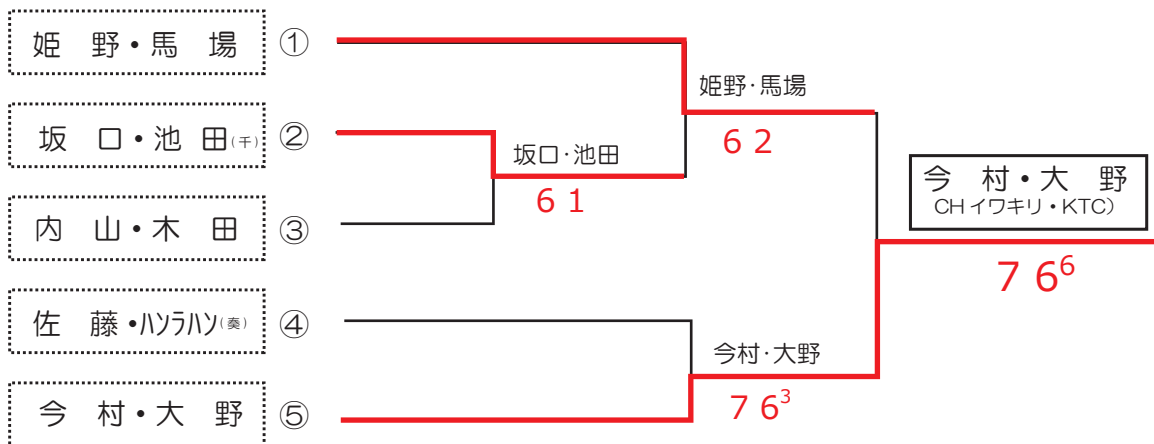 姫 野・馬 場 ①
姫野・馬場
6 2
坂 口・池 田(千) ②
坂口・池田
6 1
今 村・大 野
CH イワキリ・KTC)
7 6⁶
内 山・木 田 ③
佐 藤・ハンラハン(奏) ④
今村・大野
7 6³
今 村・大 野 ⑤